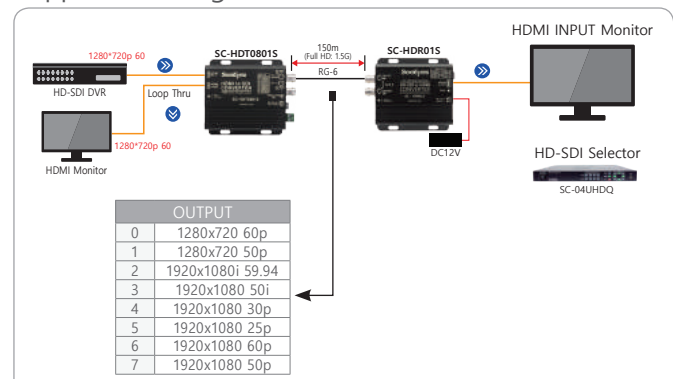 HDMI INPUT Monitor
1280*720p 60
SC-HDT0801S
150m
(Full HD: 1.5G)
RG-6
SC-HDR01S
HD-SDI DVR
Loop Thru
1280*720p 60
HDMI Monitor
DC12V
HD-SDI Selector
SC-04UHDQ
OUTPUT
0 1280x720 60p
1 1280x720 50p
2 1920x1080i 59.94
3 1920x1080 50i
4 1920x1080 30p
5 1920x1080 25p
6 1920x1080 60p
7 1920x1080 50p